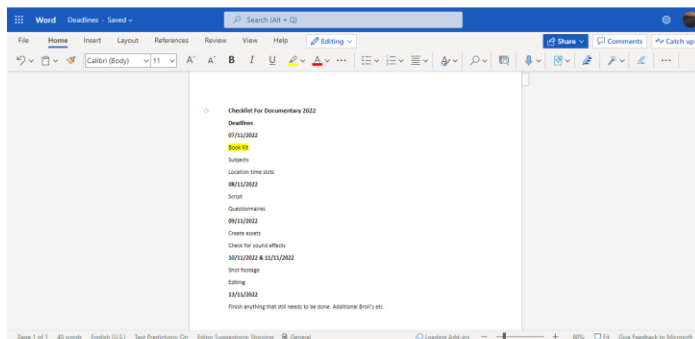 Word Deadlines - Saved Search (Alt + Q)
File Home Insert Layout References Review View Help Editing Share Comments Catch up
Calibri (Body) 11 A A B I U A
Checklist For Documentary 2022
Deadlines
07/11/2022
Book Kit
Subjects
Location time slots
08/11/2022
Script
Questionnaires
09/11/2022
Create assets
Check for sound effects
10/11/2022 & 11/11/2022
Shot footage
Editing
13/11/2022
Finish anything that still needs to be done. Additional Broll's etc.
Page 1 of 1 40 words English (U.S.) Text Predictions: On Editor Suggestions: Showing General Loading Add-ins 80% Fit Give Feedback to Microsoft